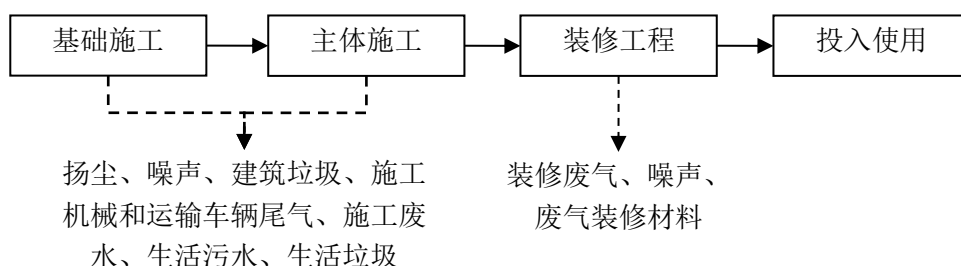 基础施工
主体施工
装修工程
投入使用
扬尘、噪声、建筑垃圾、施工
机械和运输车辆尾气、施工废
水、生活污水、生活垃圾
装修废气、噪声、
废气装修材料